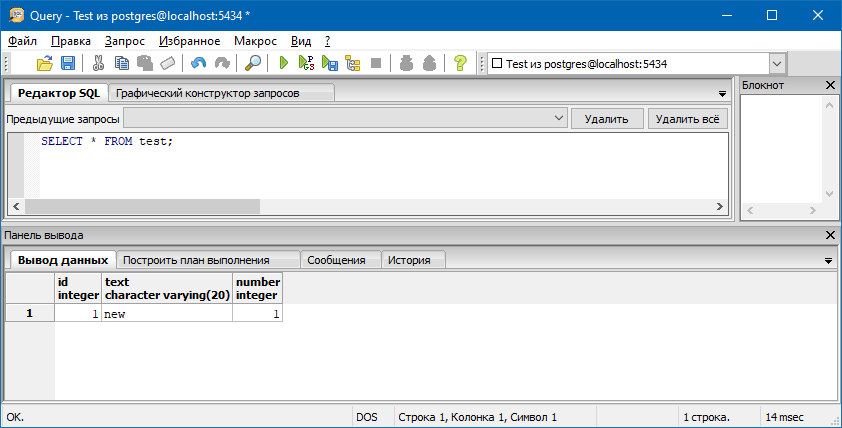 Query - Test из postgres@localhost:5434 *
Файл Правка Запрос Избранное Макрос Вид ?
Test из postgres@localhost:5434
Редактор SQL Графический конструктор запросов
Блокнот
Предыдущие запросы Удалить Удалить всё
SELECT * FROM test;
Панель вывода
Вывод данных Построить план выполнения Сообщения История
id text number
integer character varying(20) integer
1 1 new 1
OK. DOS Строка 1, Колонка 1, Символ 1 1 строка. 14 msec